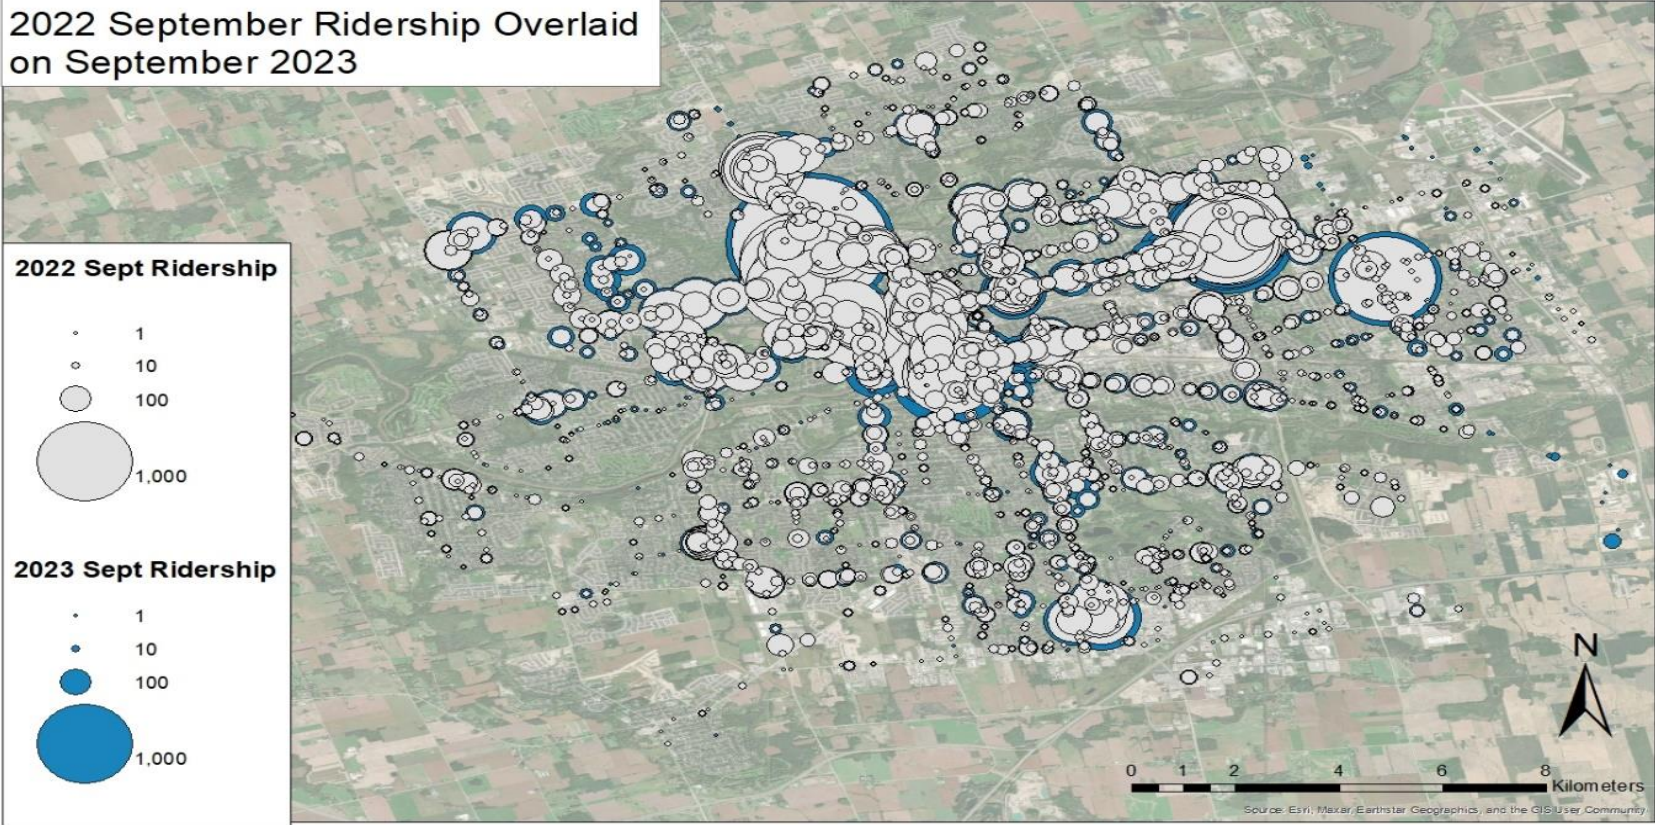 2022 September Ridership Overlaid
on September 2023
2022 Sept Ridership
1
10
100
1,000
2023 Sept Ridership
1
10
100
1,000
N
0 1 2 4 6 8
Kilometers
Source: Esri, Maxar, Earthstar Geographics, and the GIS User Community